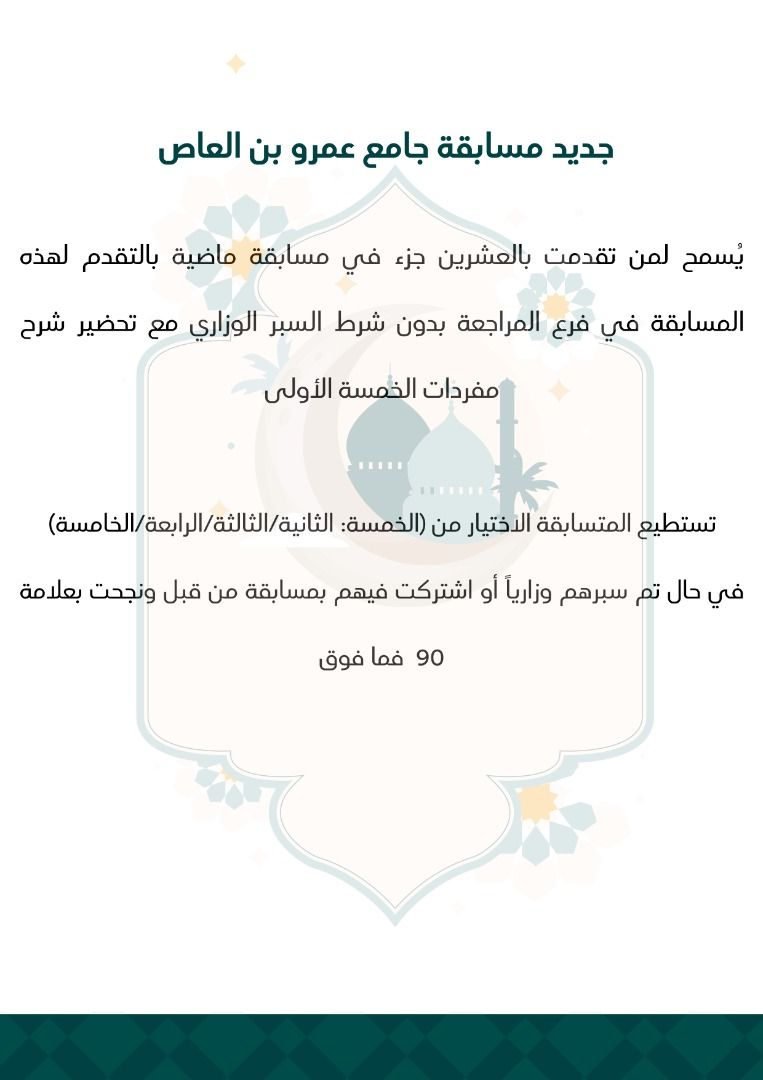 جديد مسابقة جامع عمرو بن العاص
يُسمح لمن تقدمت بالعشرين جزء في مسابقة ماضية بالتقدم لهذه
المسابقة في فرع المراجعة بدون شرط السبر الوزاري مع تحضير شرح
مفردات الخمسة الأولى
تستطيع المتسابقة الاختيار من (الخمسة: الثانية/الثالثة/الرابعة/الخامسة)
في حال تم سبرهم وزارياً أو اشتركت فيهم بمسابقة من قبل ونجحت بعلامة
90 فما فوق